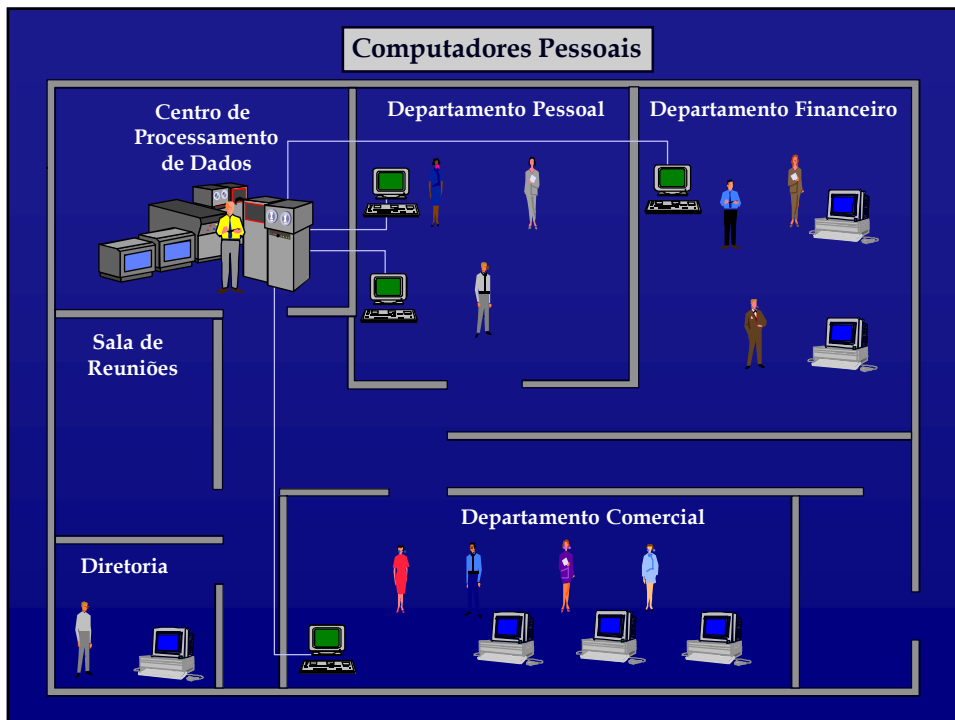 Computadores Pessoais
Centro de
Processamento
de Dados
Departamento Pessoal
Departamento Financeiro
Sala de
Reuniões
Departamento Comercial
Diretoria